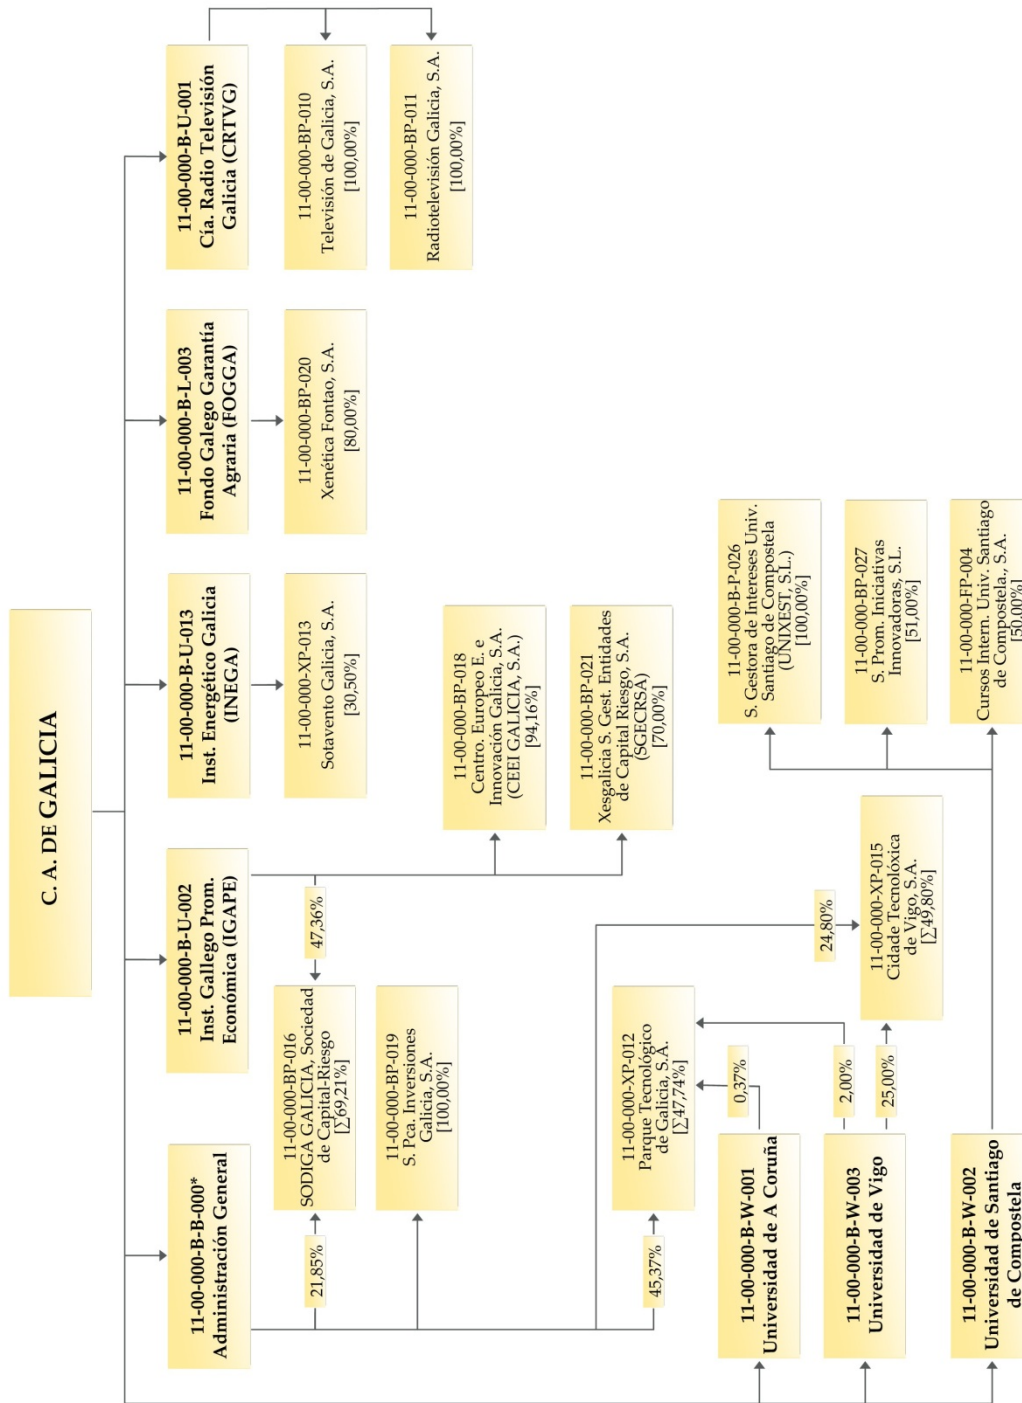 C. A. DE GALICIA
11-00-000-B-B-000*
Administración General
11-00-000-B-U-002
Inst. Gallego Prom.
Económica (IGAPE)
11-00-000-B-U-013
Inst. Energético Galicia
(INEGA)
11-00-000-B-L-003
Fondo Galego Garantía
Agraria (FOGGA)
11-00-000-B-U-001
Cía. Radio Televisión
Galicia (CRTVG)
21,85%
11-00-000-BP-016
SODIGA GALICIA, Sociedad
de Capital-Riesgo
[∑69,21%]
47,36%
11-00-000-XP-013
Sotavento Galicia, S.A.
[30,50%]
11-00-000-BP-020
Xenética Fontao, S.A.
[80,00%]
11-00-000-BP-010
Televisión de Galicia, S.A.
[100,00%]
11-00-000-BP-019
S. Pca. Inversiones
Galicia, S.A.
[100,00%]
11-00-000-BP-011
Radiotelevisión Galicia, S.A.
[100,00%]
11-00-000-BP-018
Centro. Europeo E. e
Innovación Galicia, S.A.
(CEEI GALICIA, S.A.)
[94,16%]
11-00-000-BP-021
Xesgalicia S. Gest. Entidades
de Capital Riesgo, S.A.
(SGECRSA)
[70,00%]
45,37%
11-00-000-XP-012
Parque Tecnológico
de Galicia, S.A.
[∑47,74%]
24,80%
11-00-000-B-W-001
Universidad de A Coruña
0,37%
11-00-000-B-P-026
S. Gestora de Intereses Univ.
Santiago de Compostela
(UNIXEST, S.L.)
[100,00%]
11-00-000-B-W-003
Universidad de Vigo
2,00%
25,00%
11-00-000-XP-015
Cidade Tecnolóxica
de Vigo, S.A.
[∑49,80%]
11-00-000-BP-027
S. Prom. Iniciativas
Innovadoras, S.L.
[51,00%]
11-00-000-B-W-002
Universidad de Santiago
de Compostela
11-00-000-FP-004
Cursos Intern. Univ. Santiago
de Compostela., S.A.
[50,00%]